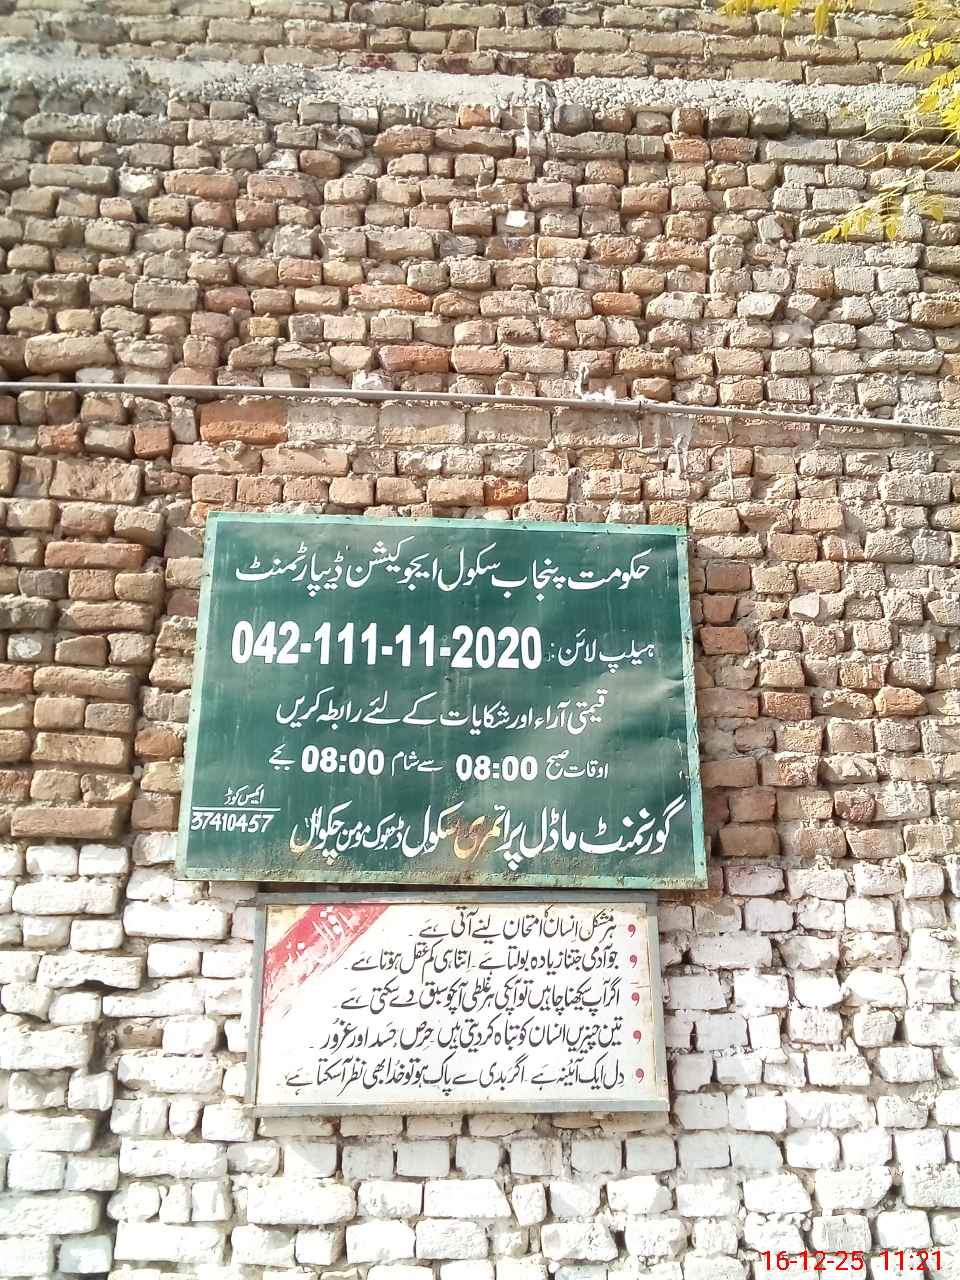 حکومت پنجاب سکول ایجوکیشن ڈیپارٹمنٹ
ہیلپ لائن: 042-111-11-2020
قیمتی آراء اور شکایات کے لئے رابطہ کریں
اوقات صبح 08:00 سے شام 08:00 بجے
ایمس کوڈ
37410457
گورنمنٹ ماڈل پرائمری سکول ڈھوک مومن چکوال
اقوال زریں
ہر مشکل انسان کا امتحان لینے آتی ہے ۔
جو آدمی جتنا زیادہ بولتا ہے ۔ اتنا ہی کم عقل ہوتا ہے ۔
اگر آپ سیکھنا چاہیں تو آپکی ہر غلطی آپکو سبق دے سکتی ہے ۔
تین چیزیں انسان کو تباہ کر دیتی ہیں حرص حسد اور غرور ۔
دل ایک آئینہ ہے ۔ اگر بدی سے پاک ہو تو خدا بھی نظر آ سکتا ہے ۔
16-12-25 11:21